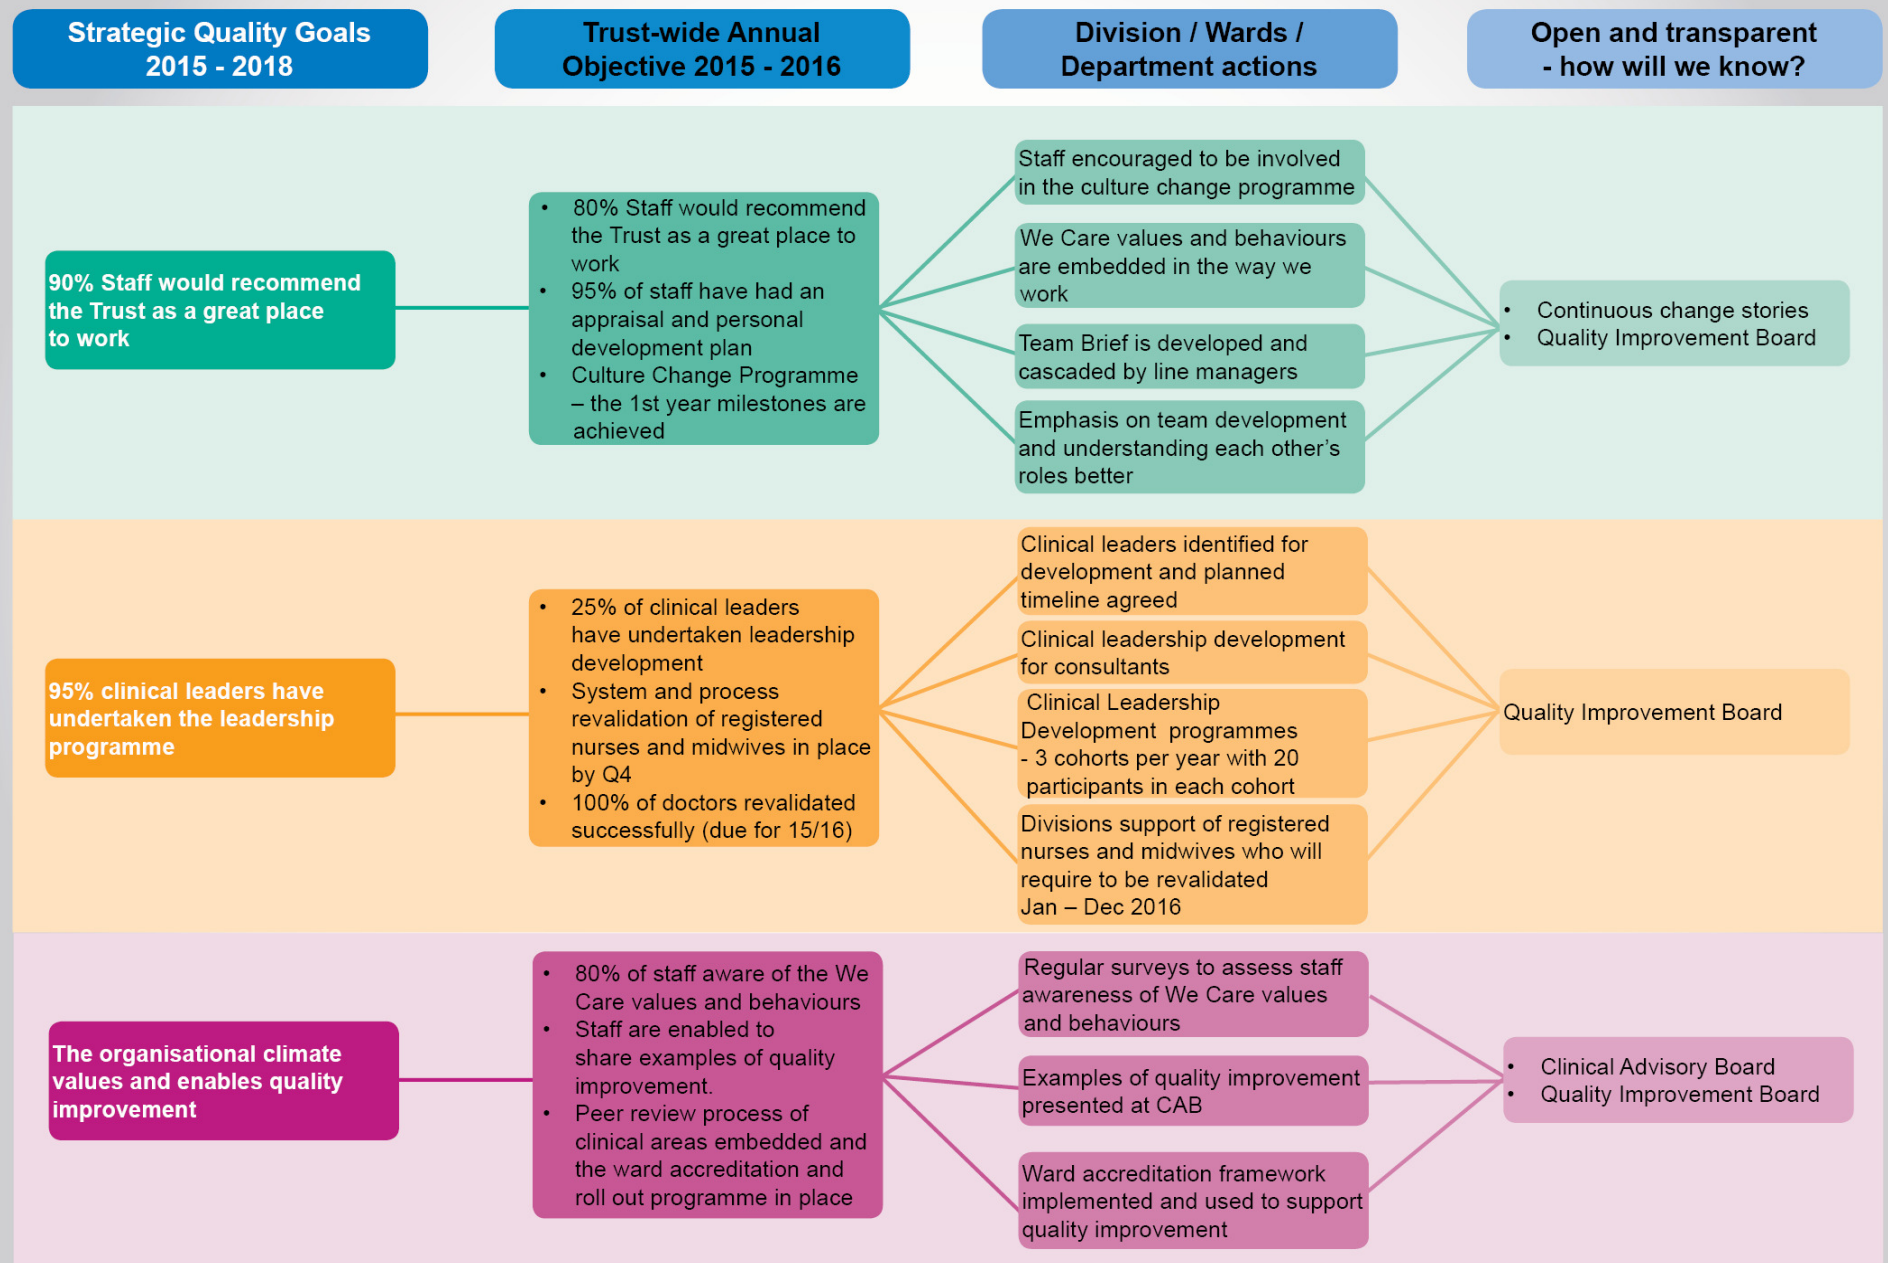 Strategic Quality Goals
2015 - 2018
Trust-wide Annual
Objective 2015 - 2016
Division / Wards /
Department actions
Open and transparent
- how will we know?
90% Staff would recommend
the Trust as a great place
to work
• 80% Staff would recommend
the Trust as a great place to
work
• 95% of staff have had an
appraisal and personal
development plan
• Culture Change Programme
– the 1st year milestones are
achieved
Staff encouraged to be involved
in the culture change programme
We Care values and behaviours
are embedded in the way we
work
Team Brief is developed and
cascaded by line managers
Emphasis on team development
and understanding each other’s
roles better
• Continuous change stories
• Quality Improvement Board
95% clinical leaders have
undertaken the leadership
programme
• 25% of clinical leaders
have undertaken leadership
development
• System and process
revalidation of registered
nurses and midwives in place
by Q4
• 100% of doctors revalidated
successfully (due for 15/16)
Clinical leaders identified for
development and planned
timeline agreed
Clinical leadership development
for consultants
Clinical Leadership
Development programmes
- 3 cohorts per year with 20
participants in each cohort
Divisions support of registered
nurses and midwives who will
require to be revalidated
Jan – Dec 2016
Quality Improvement Board
The organisational climate
values and enables quality
improvement
• 80% of staff aware of the We
Care values and behaviours
• Staff are enabled to
share examples of quality
improvement.
• Peer review process of
clinical areas embedded and
the ward accreditation and
roll out programme in place
Regular surveys to assess staff
awareness of We Care values
and behaviours
Examples of quality improvement
presented at CAB
Ward accreditation framework
implemented and used to support
quality improvement
• Clinical Advisory Board
• Quality Improvement Board